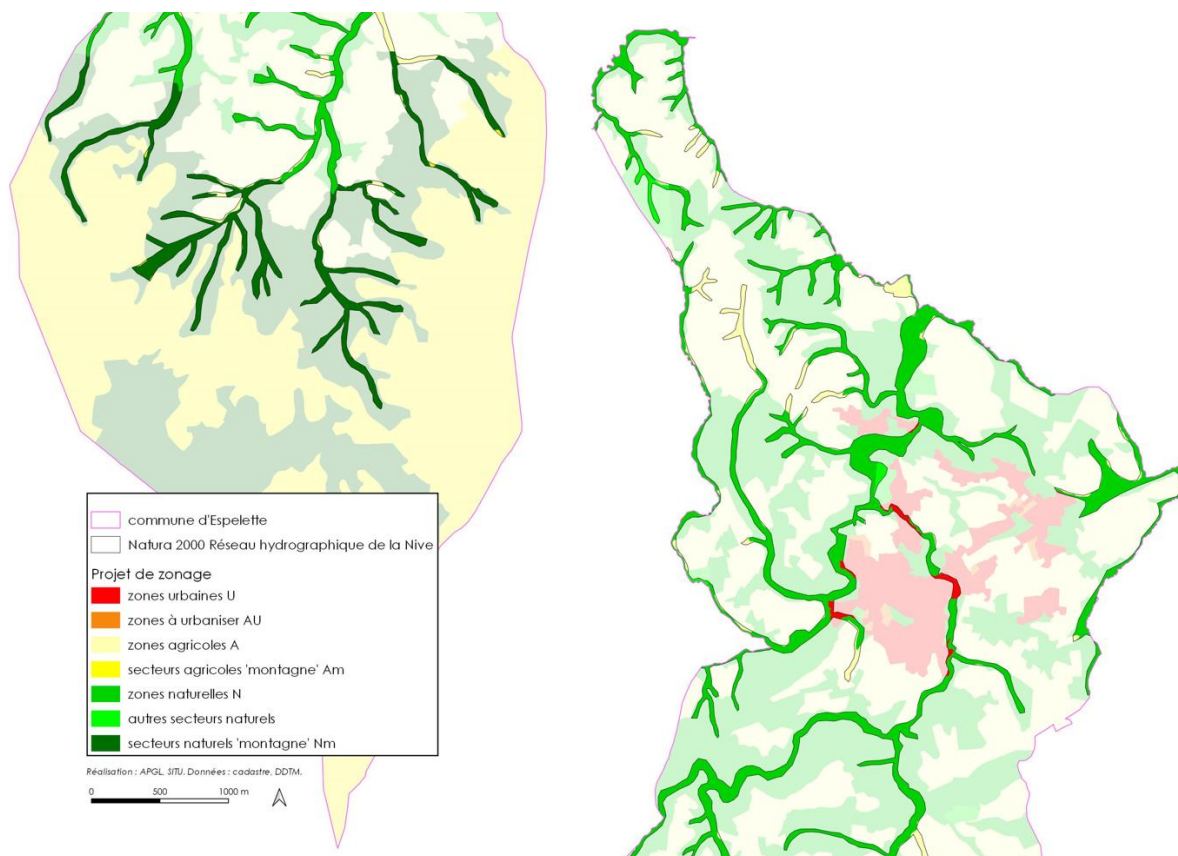 commune d'Espelette
Natura 2000 Réseau hydrographique de la Nive
Projet de zonage
zones urbaines U
zones à urbaniser AU
zones agricoles A
secteurs agricoles 'montagne' Am
zones naturelles N
autres secteurs naturels
secteurs naturels 'montagne' Nm
Réalisation : APGL, SITU. Données : cadastre, DDTM.
0 500 1000 m